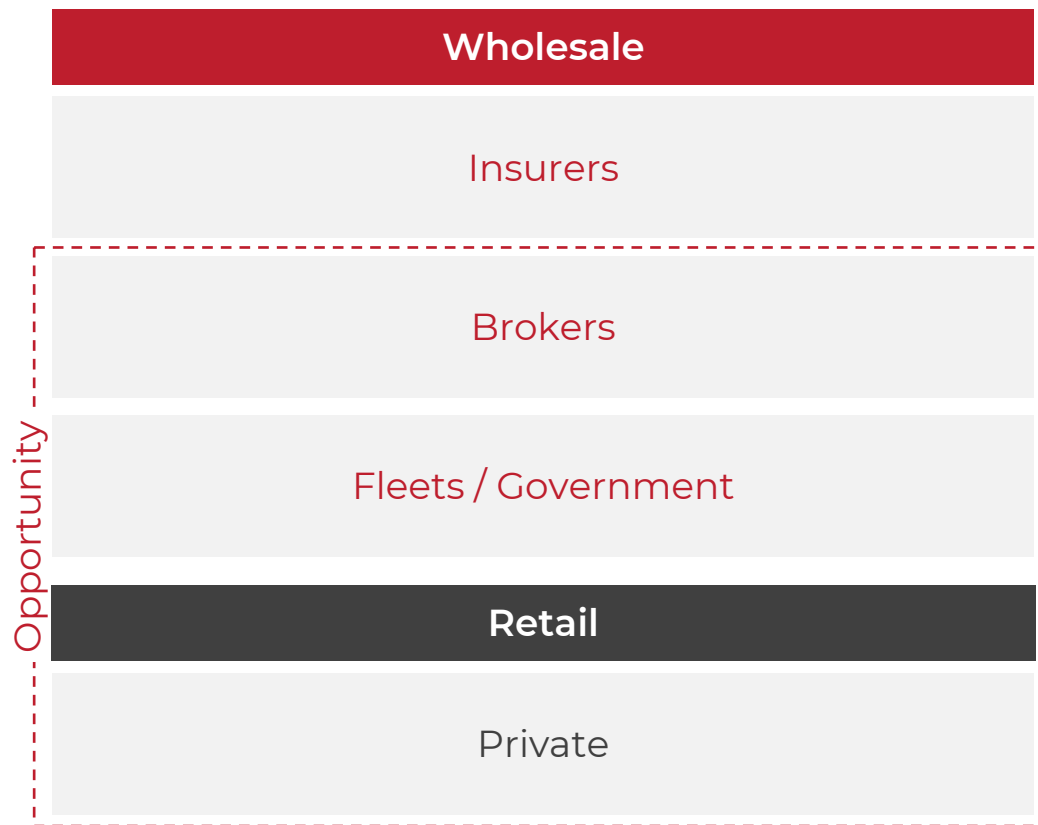 Wholesale
Insurers
Brokers
Fleets / Government
Opportunity
Retail
Private